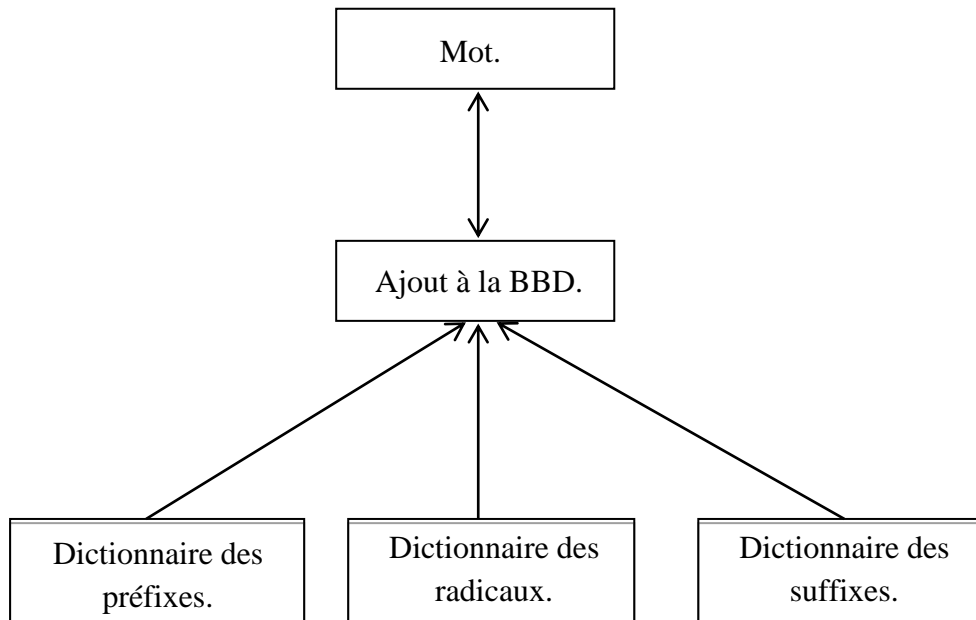 Mot.
Ajout à la BBD.
Dictionnaire des
préfixes.
Dictionnaire des
radicaux.
Dictionnaire des
suffixes.